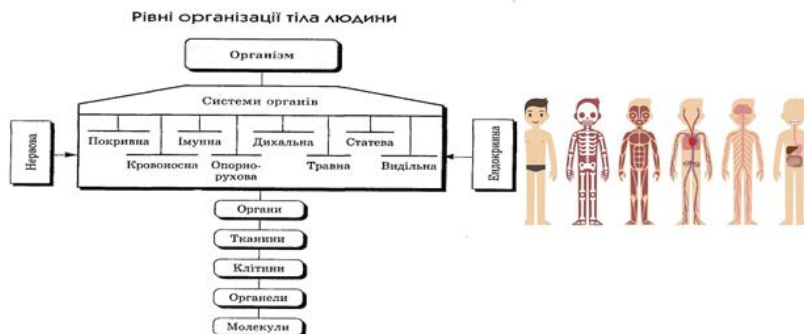 Рівні організації тіла людини
Організм
Системи органів
Нервова
Покривна
Імунна
Дихальна
Статева
Кровоносна
Опорно-
рухова
Травна
Видільна
Ендокринна
Органи
Тканини
Клітини
Органели
Молекули